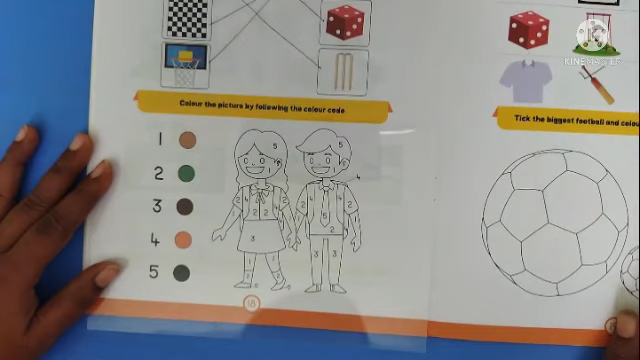 KINEMASTER
Colour the picture by following the colour code
Tick the biggest football and colou
1
2
3
4
5
18